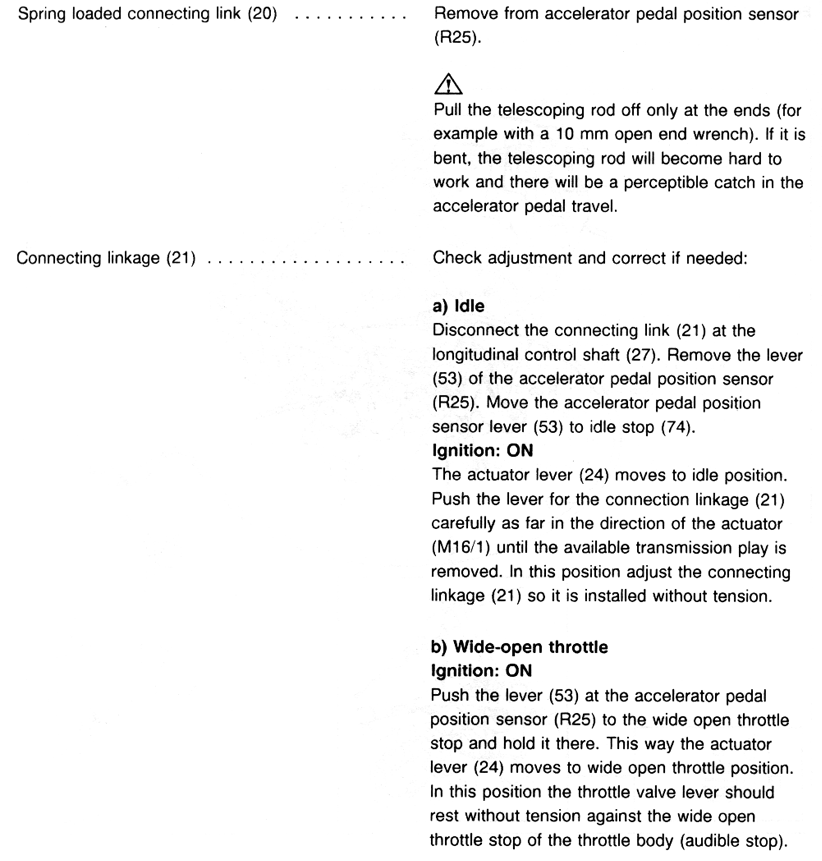 Spring loaded connecting link (20) ........... Remove from accelerator pedal position sensor
(R25).
Pull the telescoping rod off only at the ends (for
example with a 10 mm open end wrench). If it is
bent, the telescoping rod will become hard to
work and there will be a perceptible catch in the
accelerator pedal travel.
Connecting linkage (21) ................... Check adjustment and correct if needed:
a) Idle
Disconnect the connecting link (21) at the
longitudinal control shaft (27). Remove the lever
(53) of the accelerator pedal position sensor
(R25). Move the accelerator pedal position
sensor lever (53) to idle stop (74).
Ignition: ON
The actuator lever (24) moves to idle position.
Push the lever for the connection linkage (21)
carefully as far in the direction of the actuator
(M16/1) until the available transmission play is
removed. In this position adjust the connecting
linkage (21) so it is installed without tension.
b) Wide-open throttle
Ignition: ON
Push the lever (53) at the accelerator pedal
position sensor (R25) to the wide open throttle
stop and hold it there. This way the actuator
lever (24) moves to wide open throttle position.
In this position the throttle valve lever should
rest without tension against the wide open
throttle stop of the throttle body (audible stop).